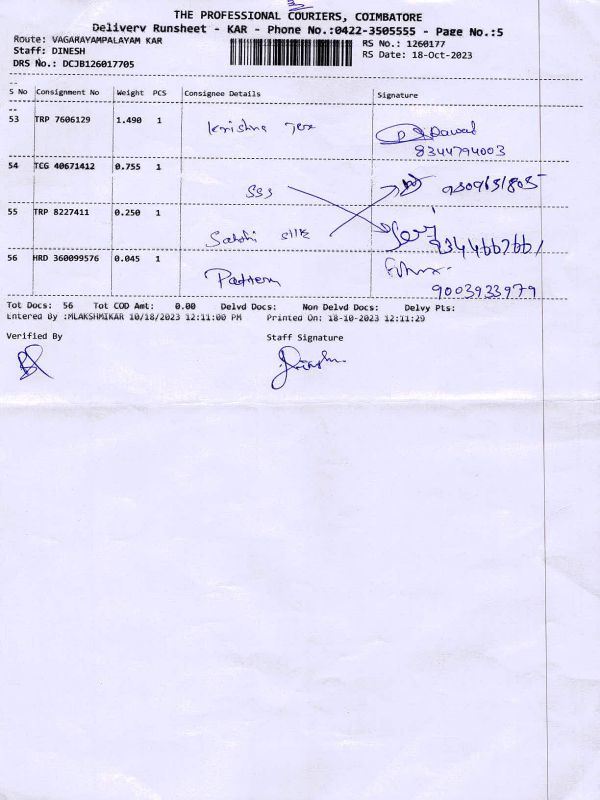 THE PROFESSIONAL COURIERS, COIMBATORE
Delivery Runsheet - KAR - Phone No.:0422-3505555 - Page No.:5
Route: VAGARAYAMPALAYAM KAR
RS No.: 1260177
Staff: DINESH
RS Date: 18-Oct-2023
DRS No.: DCJB126017705
S No Consignment No Weight PCS Consignee Details Signature
53 TRP 7606129 1.490 1
Krishna Tex
8344794003
54 TCG 40671412 0.755 1
SSS
55 TRP 8227411 0.250 1
Sakthi silk
56 HRD 360099576 0.045 1
Pattern
9003933979
Tot Docs: 56 Tot COD Amt: 0.00 Delvd Docs: Non Delvd Docs: Delvy Pts:
Entered By :MLAKSHMIKAR 10/18/2023 12:11:00 PM Printed On: 18-10-2023 12:11:29
Verified By Staff Signature